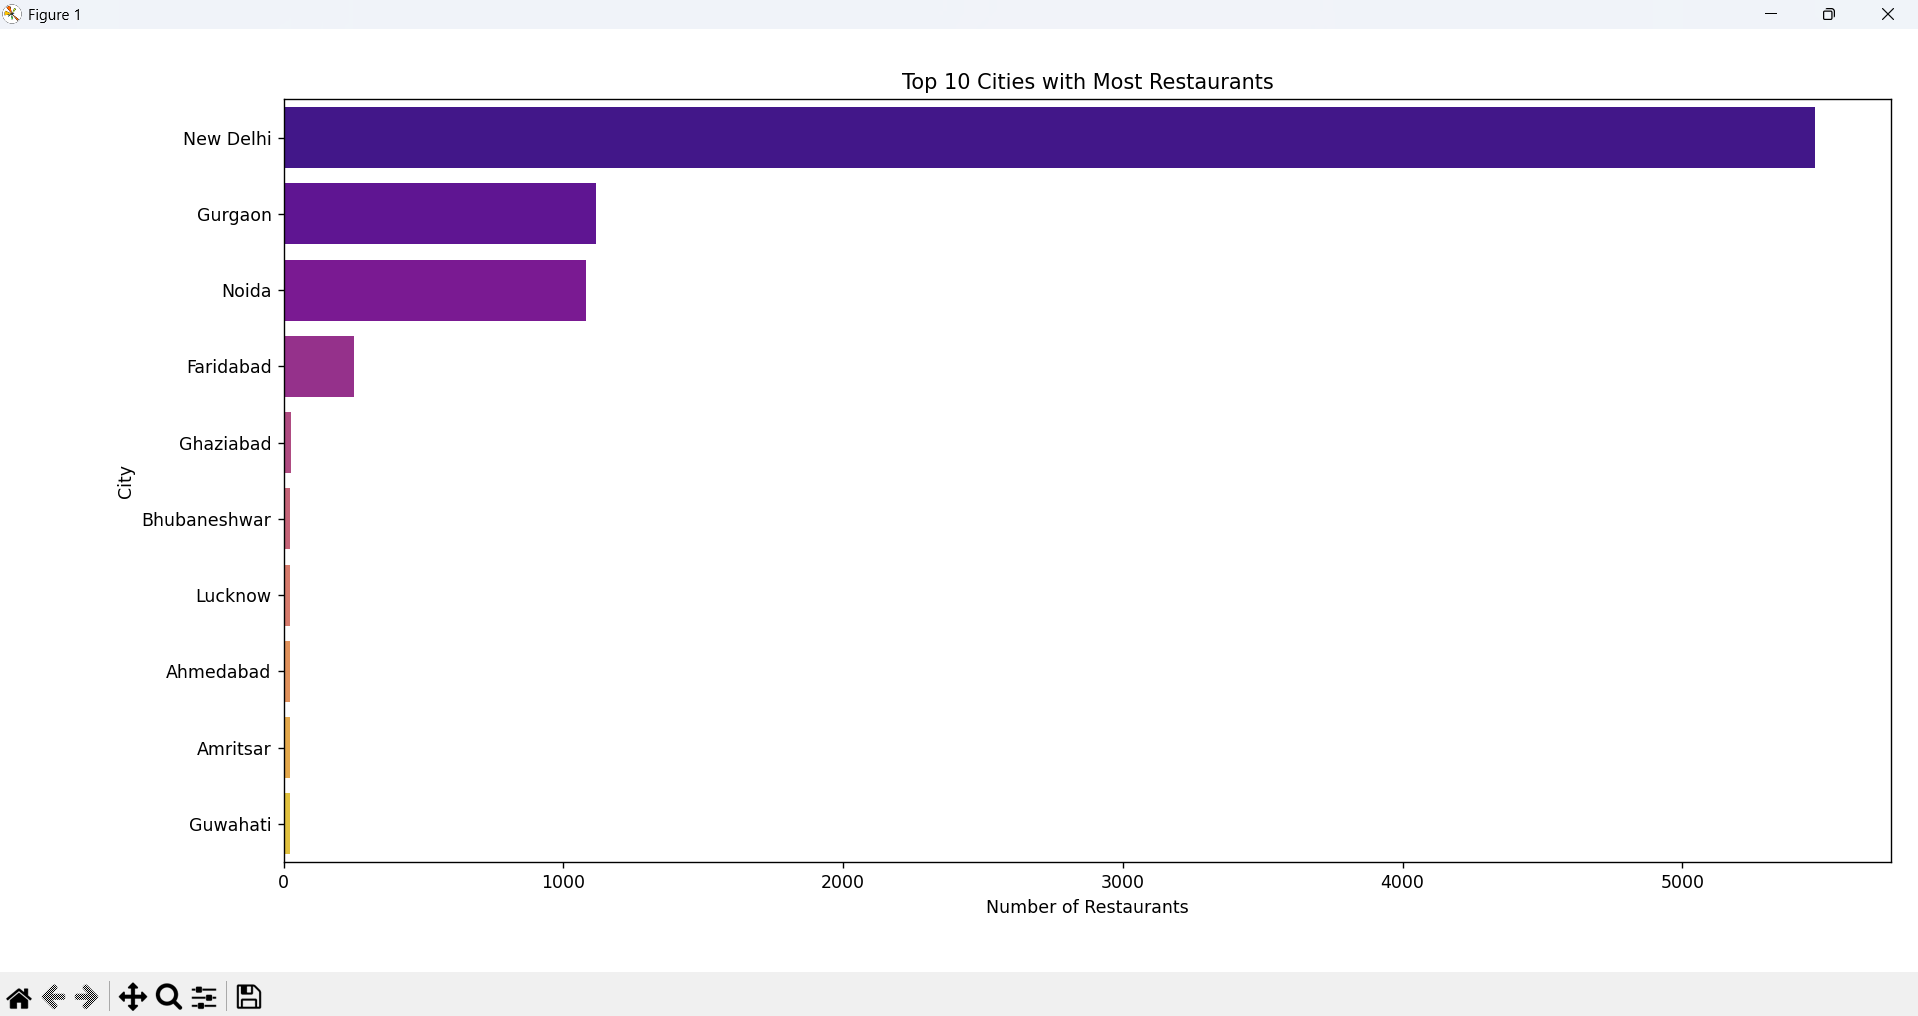 Figure 1
Top 10 Cities with Most Restaurants
New Delhi
Gurgaon
Noida
Faridabad
Ghaziabad
City
Bhubaneshwar
Lucknow
Ahmedabad
Amritsar
Guwahati
0 1000 2000 3000 4000 5000
Number of Restaurants